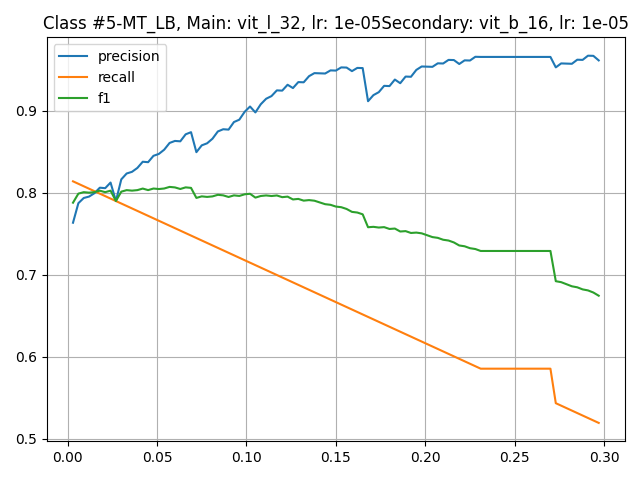 Class #5-MT_LB, Main: vit_l_32, lr: 1e-05Secondary: vit_b_16, lr: 1e-05
precision
recall
f1
0.9
0.8
0.7
0.6
0.5
0.00 0.05 0.10 0.15 0.20 0.25 0.30